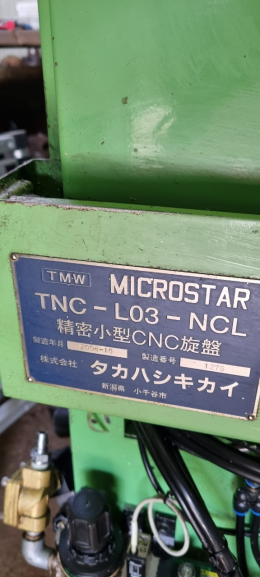 TMW MICROSTAR
TNC-L03-NCL
精密小型CNC旋盤
製造年月 2006-10 製造番号
株式会社 タカハシキカイ
新潟県 小千谷市